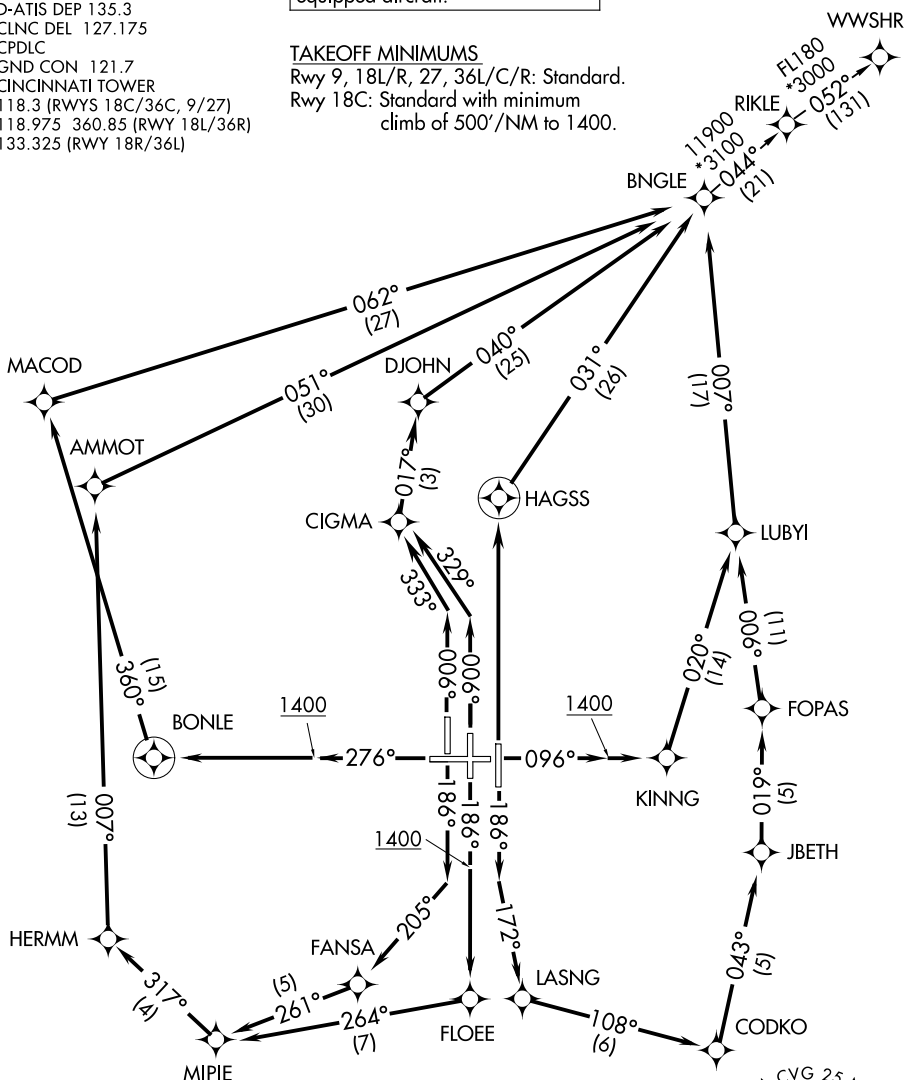 D-ATIS DEP 135.3
CLNC DEL 127.175
CPDLC
GND CON 121.7
CINCINNATI TOWER
118.3 (RWYS 18C/36C, 9/27)
118.975 360.85 (RWY 18L/36R)
133.325 (RWY 18R/36L)
equipped aircraft.
TAKEOFF MINIMUMS
Rwy 9, 18L/R, 27, 36L/C/R: Standard.
Rwy 18C: Standard with minimum
climb of 500'/NM to 1400.
WWSHR
FL180
*3000
052°
(131)
RIKLE
11900
*3100
044°
(21)
BNGLE
062°
(27)
MACOD
051°
(30)
DJOHN
040°
(25)
031°
(26)
007°
(17)
AMMOT
017°
(3)
CIGMA
HAGSS
LUBYI
333°
329°
006°
006°
020°
(14)
006°
(11)
FOPAS
360°
(15)
BONLE
1400
276°
096°
1400
KINNG
007°
(13)
186°
186°
186°
1400
019°
(5)
JBETH
HERMM
205°
172°
FANSA
LASNG
043°
(5)
317°
(4)
(5)
261°
264°
(7)
FLOEE
108°
(6)
CODKO
MIPIE
CVG 25